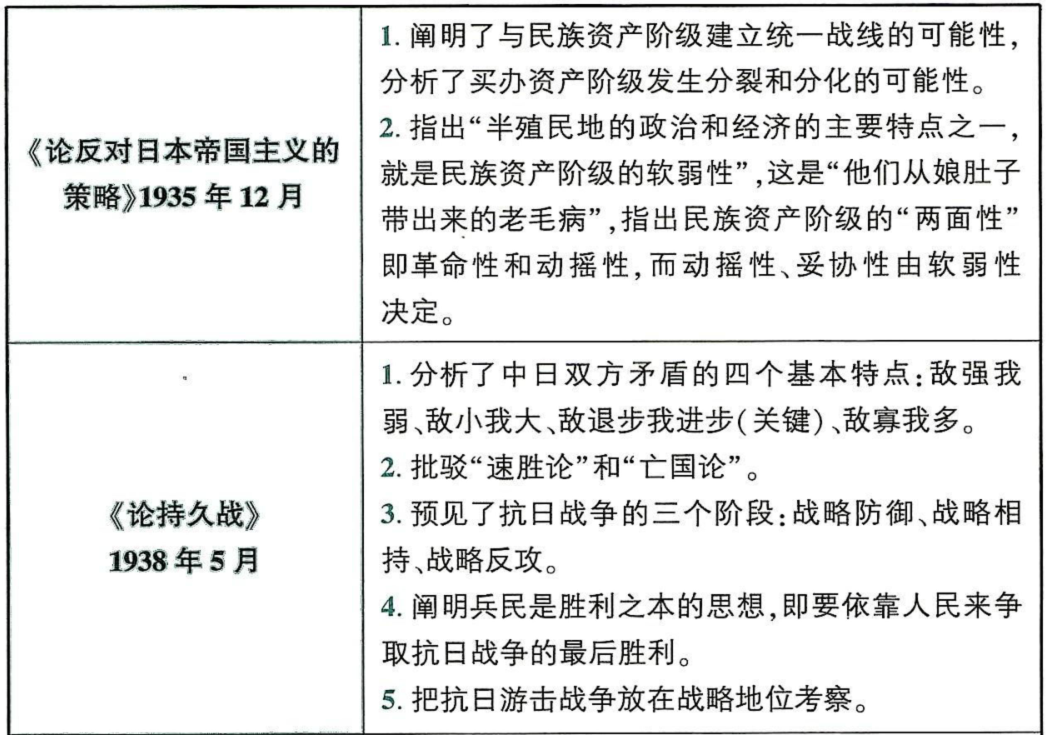 《论反对日本帝国主义的
策略》1935 年 12 月
1. 阐明了与民族资产阶级建立统一战线的可能性,
分析了买办资产阶级发生分裂和分化的可能性。
2. 指出“半殖民地的政治和经济的主要特点之一,
就是民族资产阶级的软弱性”,这是“他们从娘肚子
带出来的老毛病”,指出民族资产阶级的“两面性”
即革命性和动摇性,而动摇性、妥协性由软弱性
决定。
《论持久战》
1938 年 5 月
1. 分析了中日双方矛盾的四个基本特点:敌强我
弱、敌小我大、敌退步我进步(关键)、敌寡我多。
2. 批驳“速胜论”和“亡国论”。
3. 预见了抗日战争的三个阶段:战略防御、战略相
持、战略反攻。
4. 阐明兵民是胜利之本的思想,即要依靠人民来争
取抗日战争的最后胜利。
5. 把抗日游击战争放在战略地位考察。